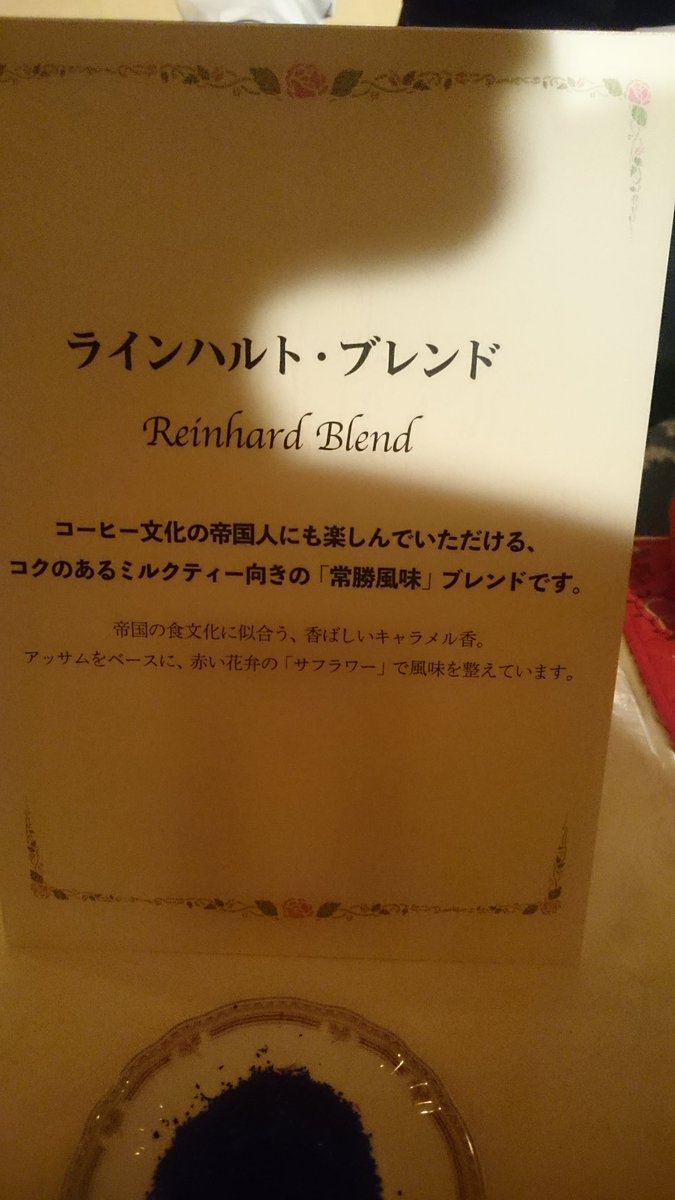 ラインハルト・ブレンド
Reinhard Blend
コーヒー文化の帝国人にも楽しんでいただける、
コクのあるミルクティー向きの「常勝風味」ブレンドです。
帝国の食文化に似合う、香ばしいキャラメル香。
アッサムをベースに、赤い花弁の「サフラワー」で風味を整えています。